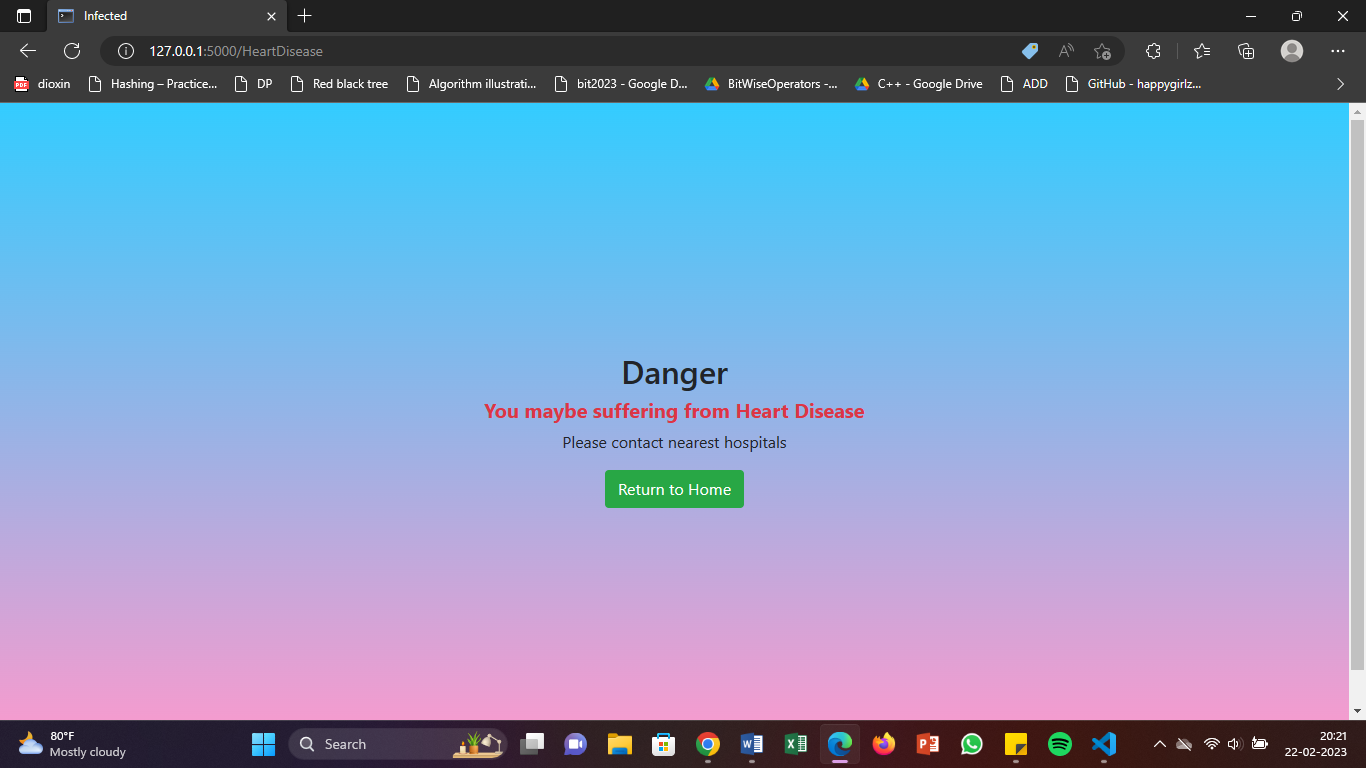 Infected
127.0.0.1:5000/HeartDisease
dioxin
Hashing – Practice...
DP
Red black tree
Algorithm illustrati...
bit2023 - Google D...
BitWiseOperators -...
C++ - Google Drive
ADD
GitHub - happygirlz...
Danger
You maybe suffering from Heart Disease
Please contact nearest hospitals
Return to Home
80°F
Mostly cloudy
Search
20:21
22-02-2023